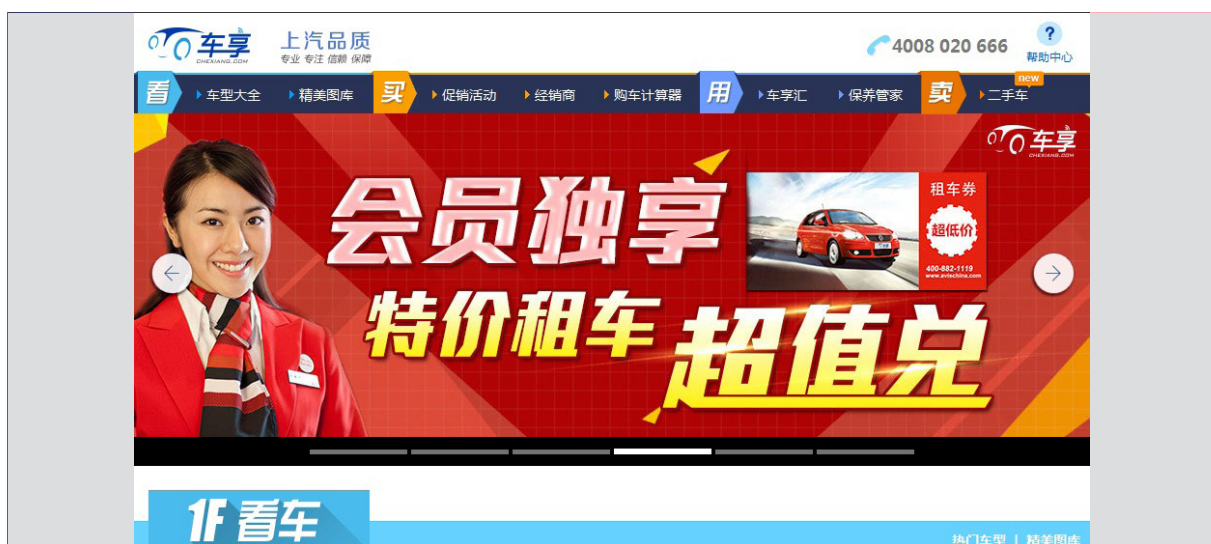 车享
CHEXIANG.COM
上汽品质
专业 专注 信赖 保障
4008 020 666
?
帮助中心
看 车型大全 精美图库 买 促销活动 经销商 购车计算器 用 车享汇 保养管家 卖 二手车 new
车享
CHEXIANG.COM
会员独享
租车券
超低价
400-882-1119
www.avischina.com
特价租车 超值兑
1F 看车
热门车型 | 精美图库